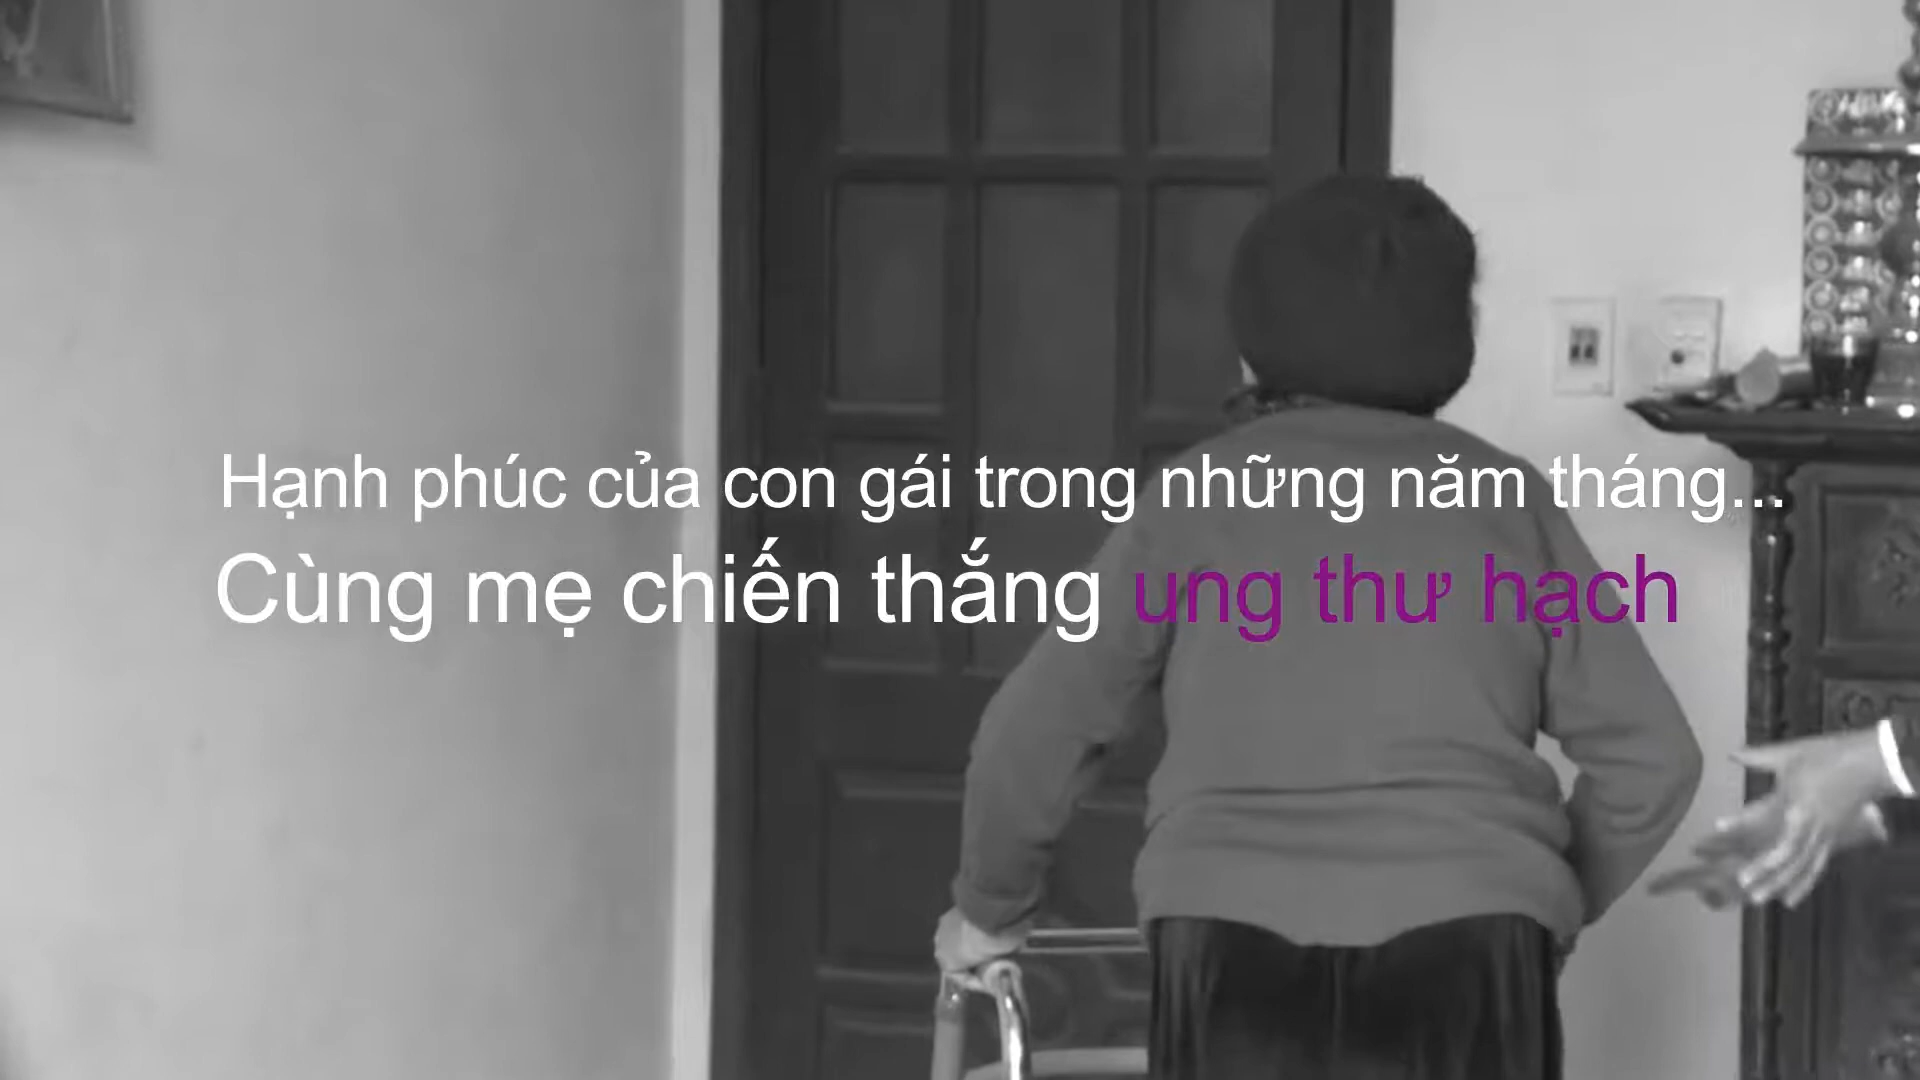 Hạnh phúc của con gái trong những năm tháng...
Cùng mẹ chiến thắng ung thư hạch